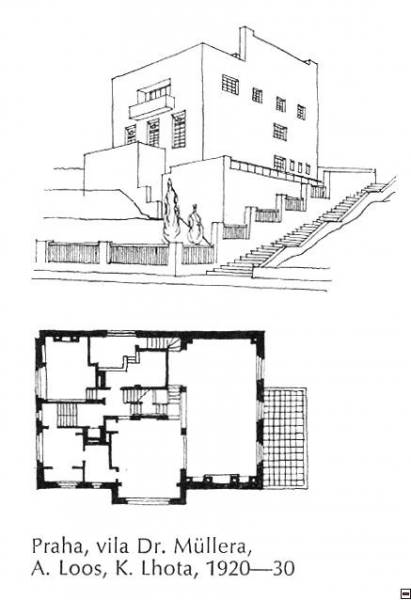 Praha, vila Dr. Müllera,
A. Loos, K. Lhota, 1920—30